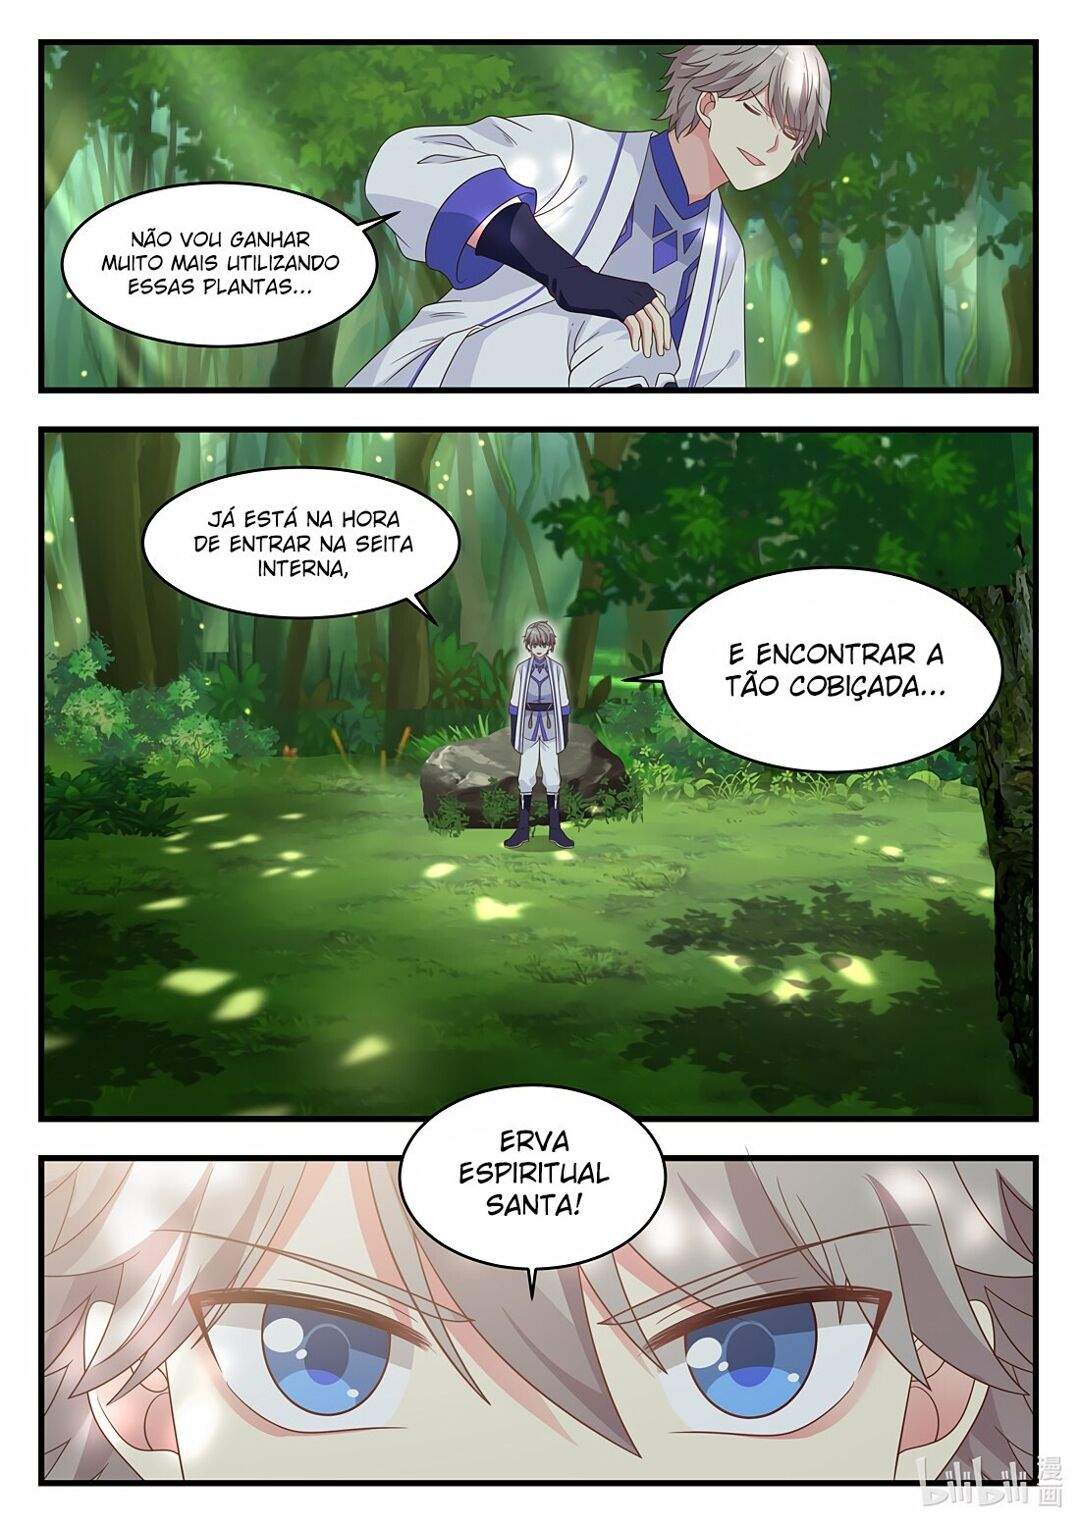 NÃO VOU GANHAR
MUITO MAIS UTILIZANDO
ESSAS PLANTAS...
JÁ ESTÁ NA HORA
DE ENTRAR NA SEITA
INTERNA,
E ENCONTRAR A
TÃO COBIÇADA...
ERVA
ESPIRITUAL
SANTA!
bilibili 漫画